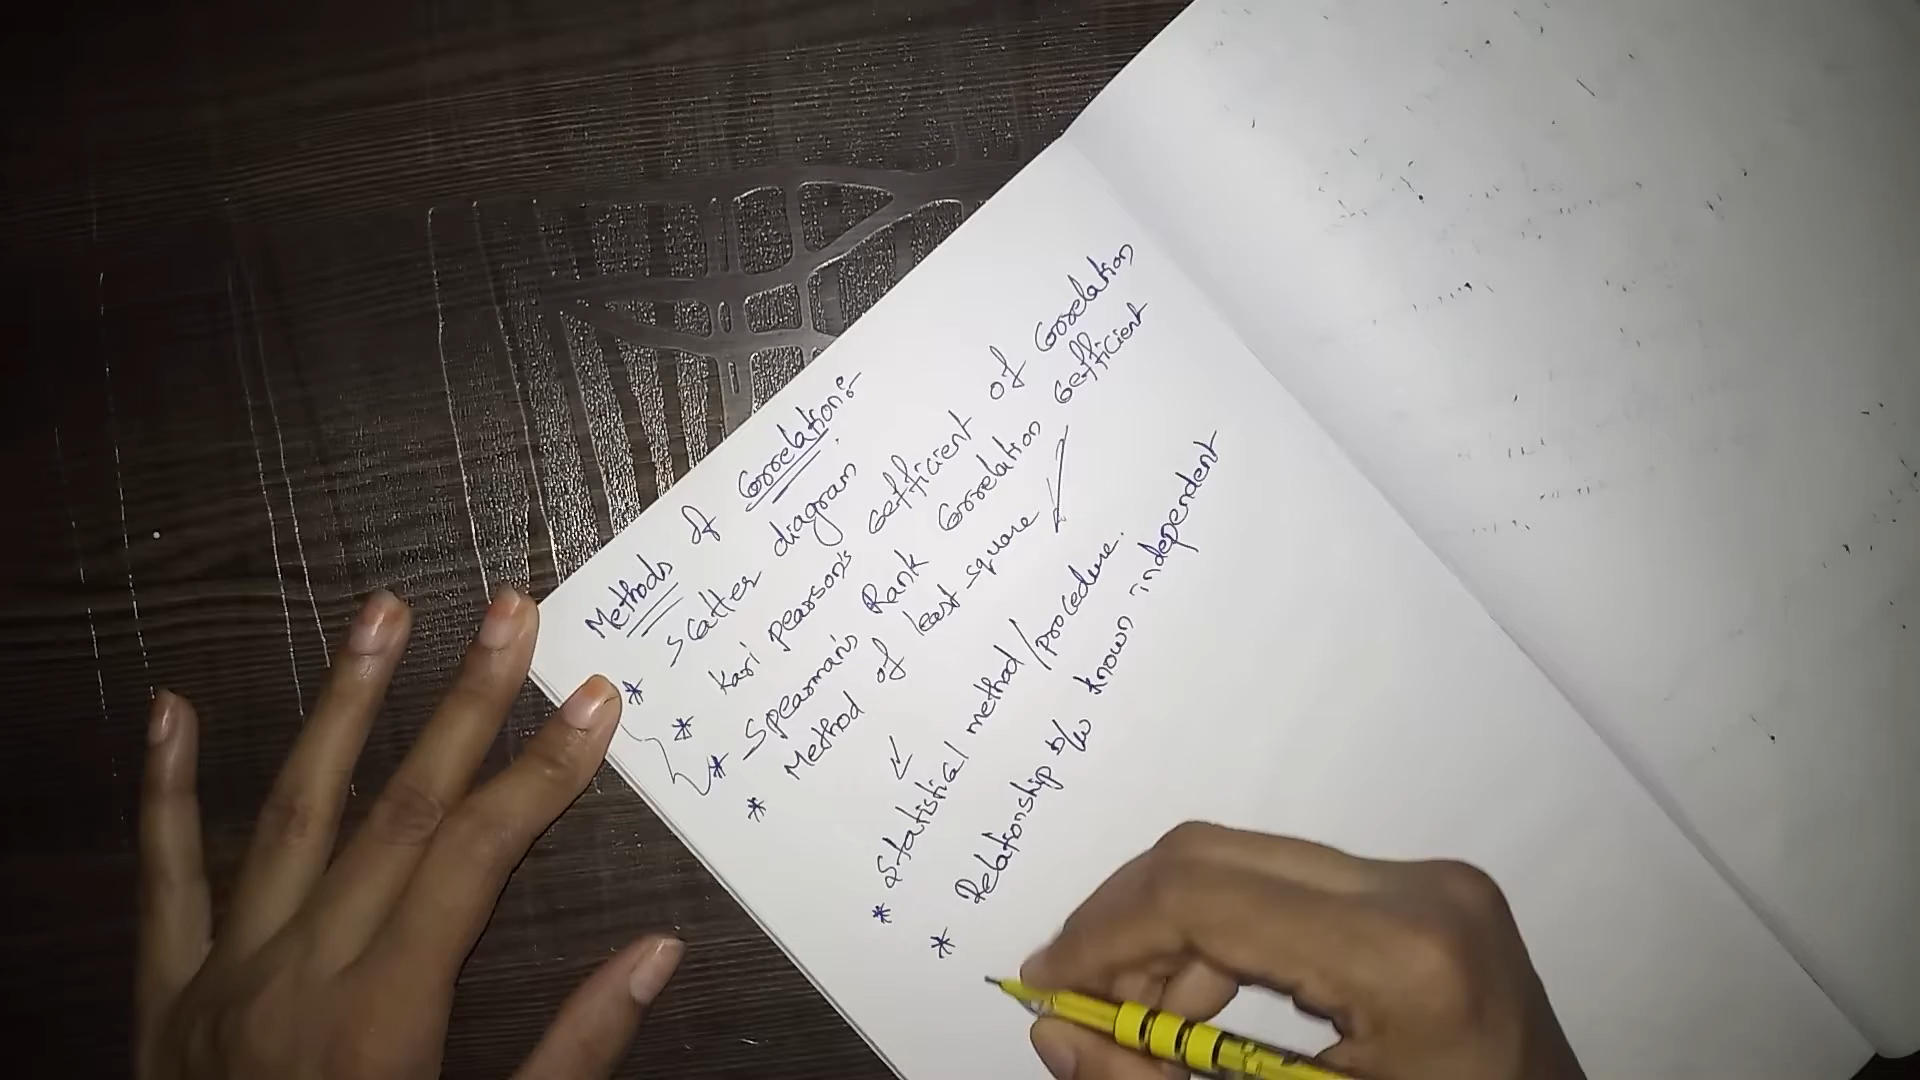 Methods of Correlation:-
* Scatter diagram
* Karl pearson's Coefficient of Correlation
* Spearman's Rank Correlation Coefficient
* Method of least-square
* Statistical method/procedure.
* Relationship b/w known independent